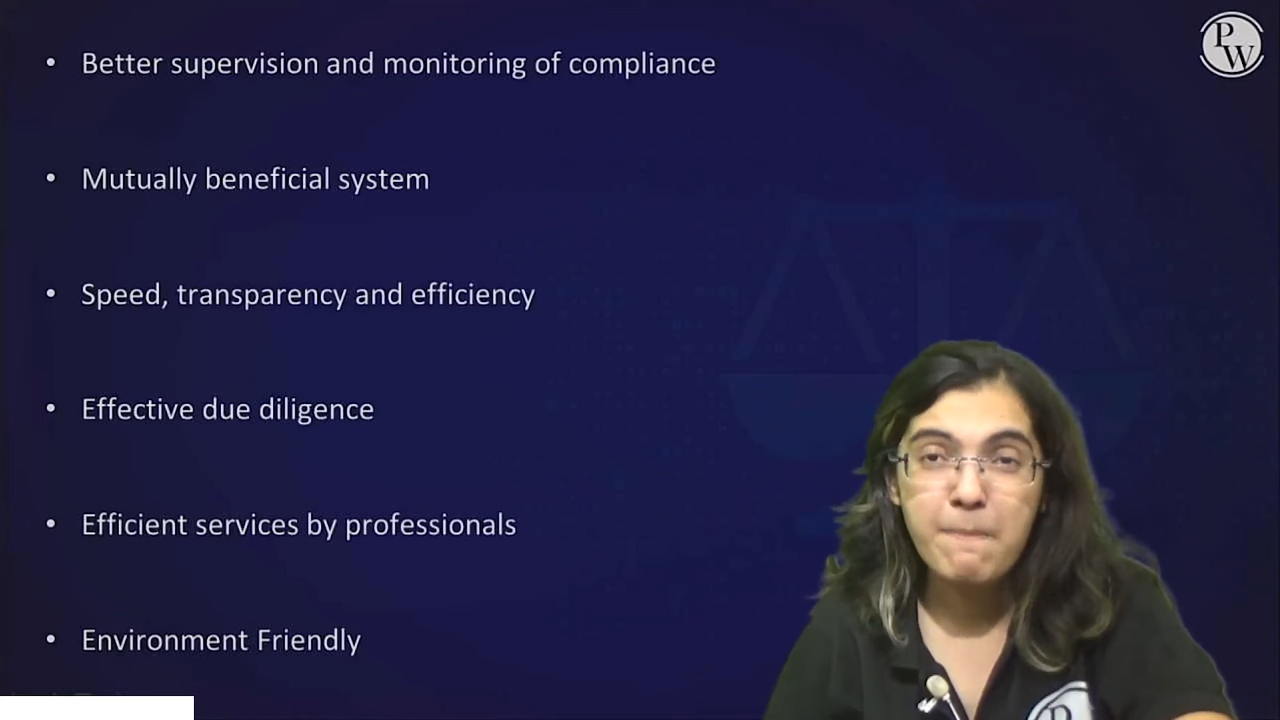 • Better supervision and monitoring of compliance
P
W
• Mutually beneficial system
• Speed, transparency and efficiency
• Effective due diligence
• Efficient services by professionals
• Environment Friendly